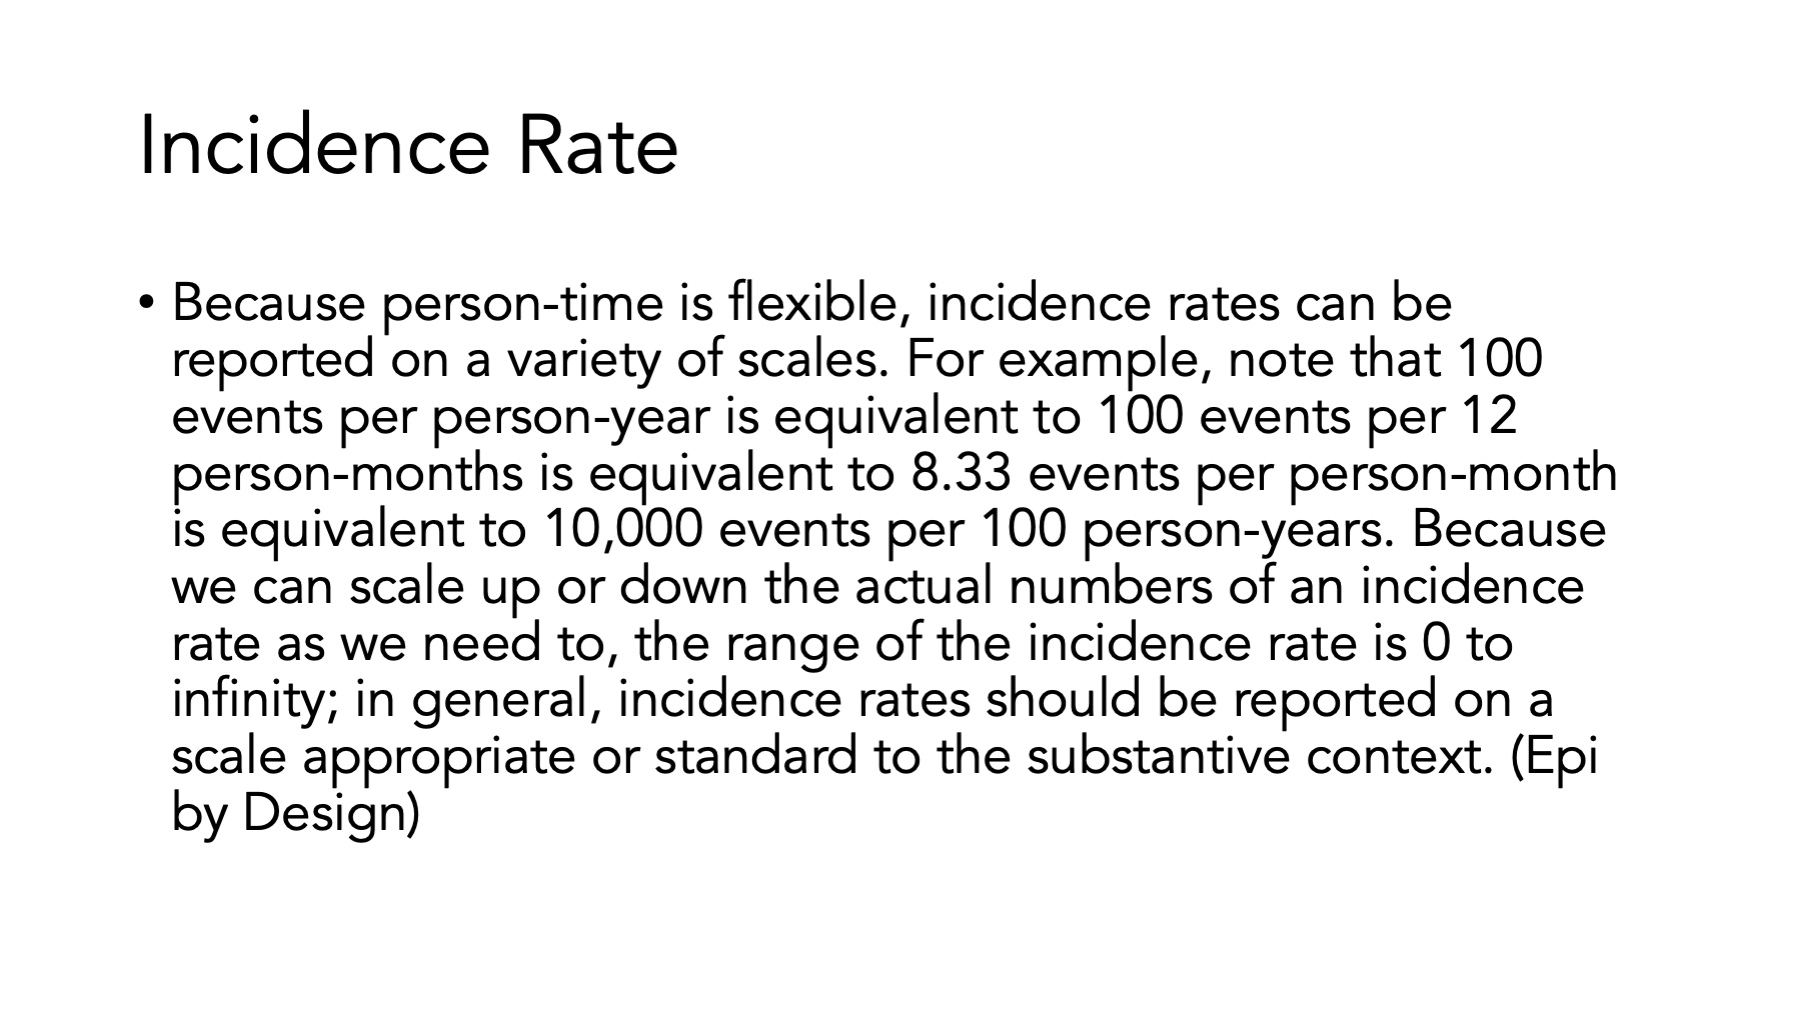 Incidence Rate
• Because person-time is flexible, incidence rates can be
reported on a variety of scales. For example, note that 100
events per person-year is equivalent to 100 events per 12
person-months is equivalent to 8.33 events per person-month
is equivalent to 10,000 events per 100 person-years. Because
we can scale up or down the actual numbers of an incidence
rate as we need to, the range of the incidence rate is 0 to
infinity; in general, incidence rates should be reported on a
scale appropriate or standard to the substantive context. (Epi
by Design)